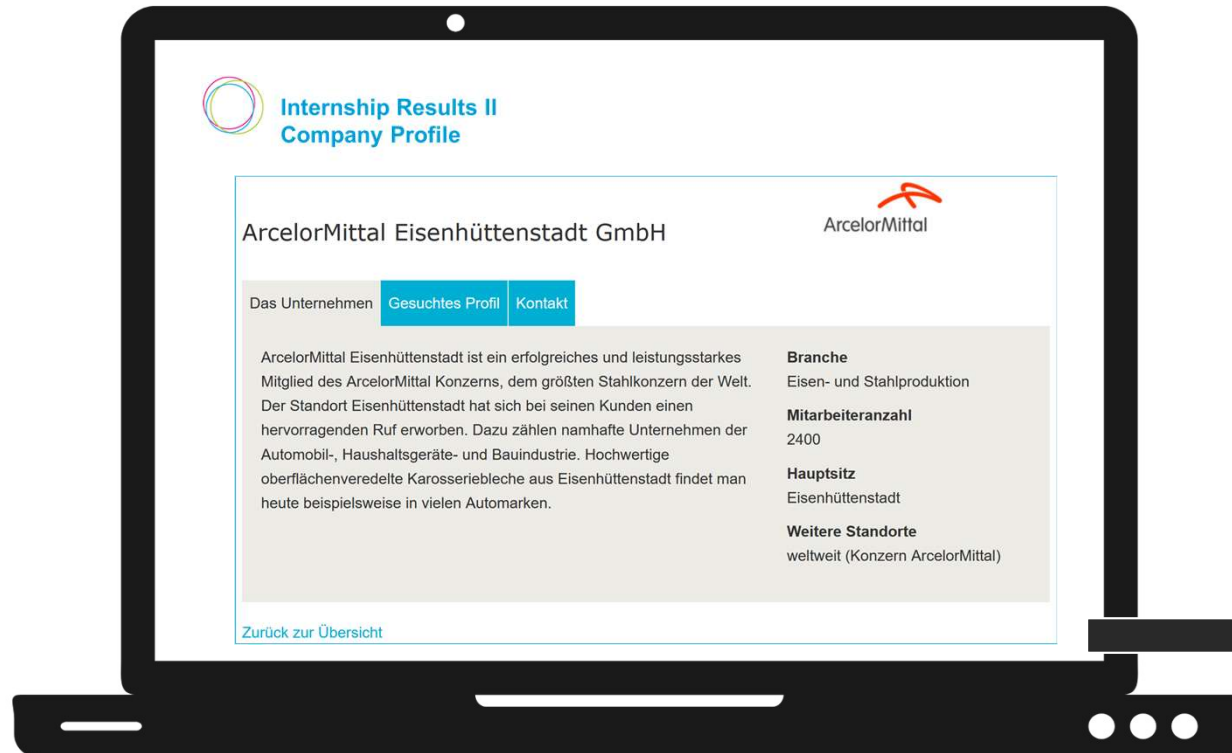 Internship Results II
Company Profile
ArcelorMittal
ArcelorMittal Eisenhüttenstadt GmbH
Das Unternehmen Gesuchtes Profil Kontakt
ArcelorMittal Eisenhüttenstadt ist ein erfolgreiches und leistungsstarkes
Mitglied des ArcelorMittal Konzerns, dem größten Stahlkonzern der Welt.
Der Standort Eisenhüttenstadt hat sich bei seinen Kunden einen
hervorragenden Ruf erworben. Dazu zählen namhafte Unternehmen der
Automobil-, Haushaltsgeräte- und Bauindustrie. Hochwertige
oberflächenveredelte Karosseriebleche aus Eisenhüttenstadt findet man
heute beispielsweise in vielen Automarken.
Branche
Eisen- und Stahlproduktion
Mitarbeiteranzahl
2400
Hauptsitz
Eisenhüttenstadt
Weitere Standorte
weltweit (Konzern ArcelorMittal)
Zurück zur Übersicht